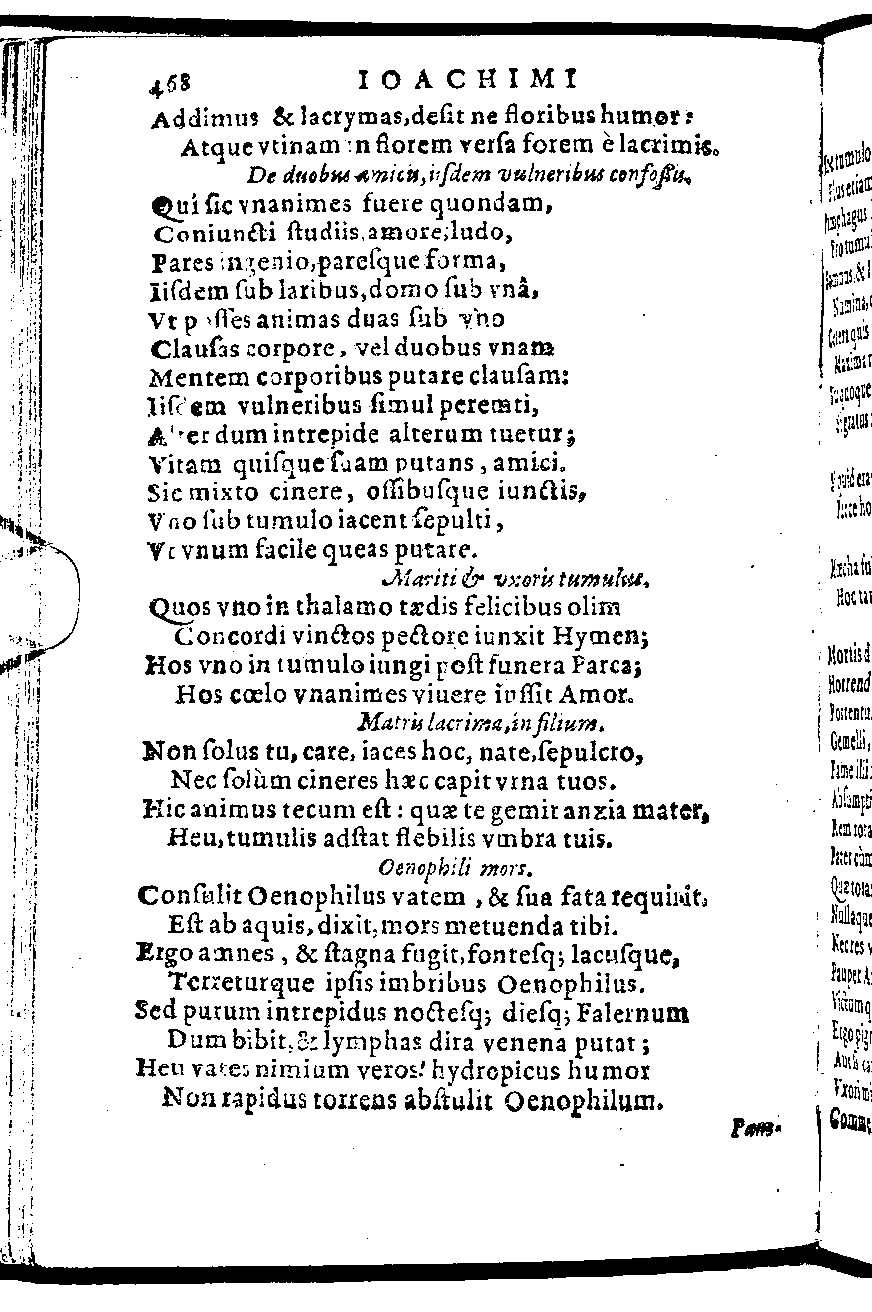 468 IOACHIMI
Addimus & lacrymas, desit ne floribus humor:
Atque vtinam in florem versa forem è lacrimis.
De duobus amicis, iisdem vulneribus confossis.
Qui sic vnanimes fuere quondam,
Coniuncti studiis, amore, ludo,
Pares ingenio, paresque forma,
Iisdem sub laribus, domo sub vnâ,
Vt posses animas duas sub vno
Clausas corpore, vel duobus vnam
Mentem corporibus putare clausam:
Iisdem vulneribus simul peremti,
Alter dum intrepide alterum tuetur;
Vitam quisque suam putans, amici.
Sic mixto cinere, ossibusque iunctis,
Vno sub tumulo iacent sepulti,
Vt vnum facile queas putare.
Mariti & vxoris tumulus.
Quos vno in thalamo tædis felicibus olim
Concordi vinctos pectore iunxit Hymen;
Hos vno in tumulo iungi post funera Parca;
Hos cœlo vnanimes viuere iussit Amor.
Matris lacrima, in filium.
Non solus tu, care, iaces hoc, nate, sepulcro,
Nec solùm cineres hæc capit vrna tuos.
Hic animus tecum est: quæ te gemit anxia mater,
Heu, tumulis adstat flebilis vmbra tuis.
Oenophili mors.
Consulit Oenophilus vatem, & sua fata requirit,
Est ab aquis, dixit, mors metuenda tibi.
Ergo amnes, & stagna fugit, fontesq; lacusque,
Terreturque ipsis imbribus Oenophilus.
Sed purum intrepidus noctesq; diesq; Falernum
Dum bibit, & lymphas dira venena putat;
Heu vates nimium veros! hydropicus humor
Non rapidus torrens abstulit Oenophilum.